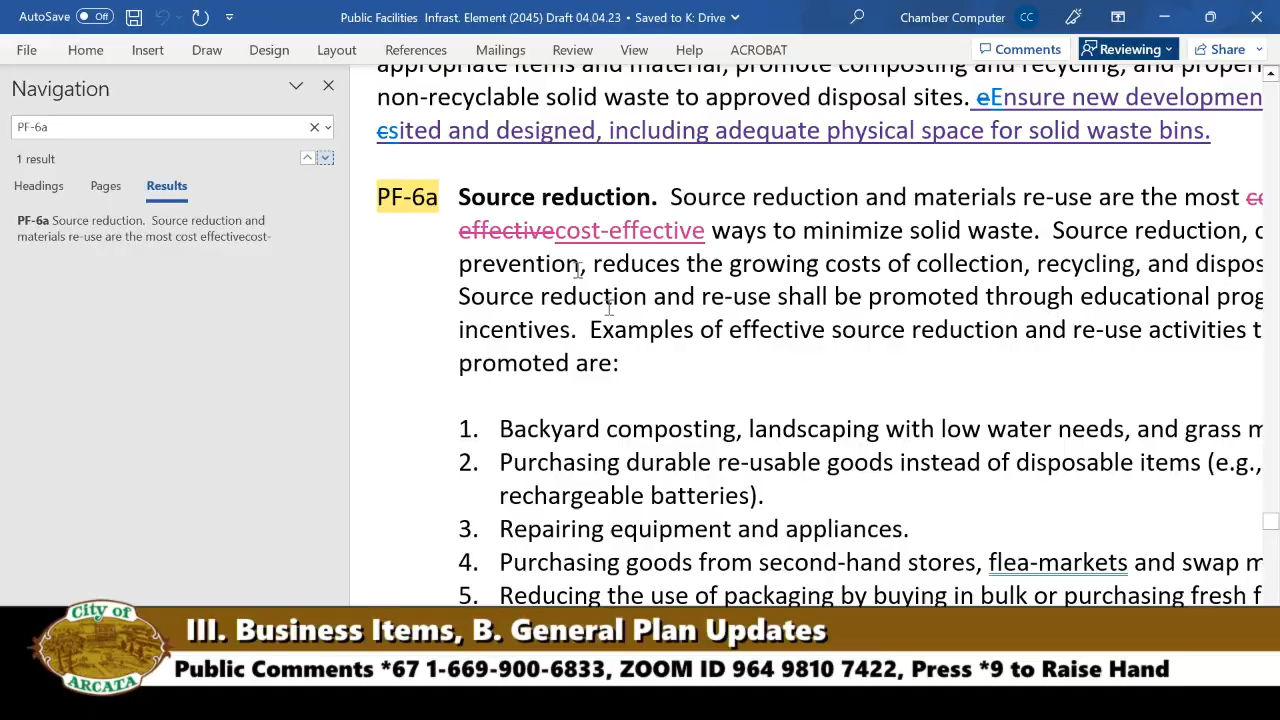 AutoSave Off Public Facilities Infrast. Element (2045) Draft 04.04.23 • Saved to K: Drive Chamber Computer CC
File Home Insert Draw Design Layout References Mailings Review View Help ACROBAT Comments Reviewing Share
Navigation
PF-6a
1 result
Headings Pages Results
PF-6a Source reduction. Source reduction and
materials re-use are the most cost effectivecost-
appropriate items and material, promote composting and recycling, and
non-recyclable solid waste to approved disposal sites. eEnsure new
esited and designed, including adequate physical space for solid waste bins.
PF-6a Source reduction. Source reduction and materials re-use are the most
effectivecost-effective ways to minimize solid waste. Source reduction,
prevention, reduces the growing costs of collection, recycling, and
Source reduction and re-use shall be promoted through educational
incentives. Examples of effective source reduction and re-use activities
promoted are:
1. Backyard composting, landscaping with low water needs, and grass
2. Purchasing durable re-usable goods instead of disposable items (e.g.,
rechargeable batteries).
3. Repairing equipment and appliances.
4. Purchasing goods from second-hand stores, flea-markets and swap
5. Reducing the use of packaging by buying in bulk or purchasing fresh
City of
ARCATA
III. Business Items, B. General Plan Updates
Public Comments *67 1-669-900-6833, ZOOM ID 964 9810 7422, Press *9 to Raise Hand